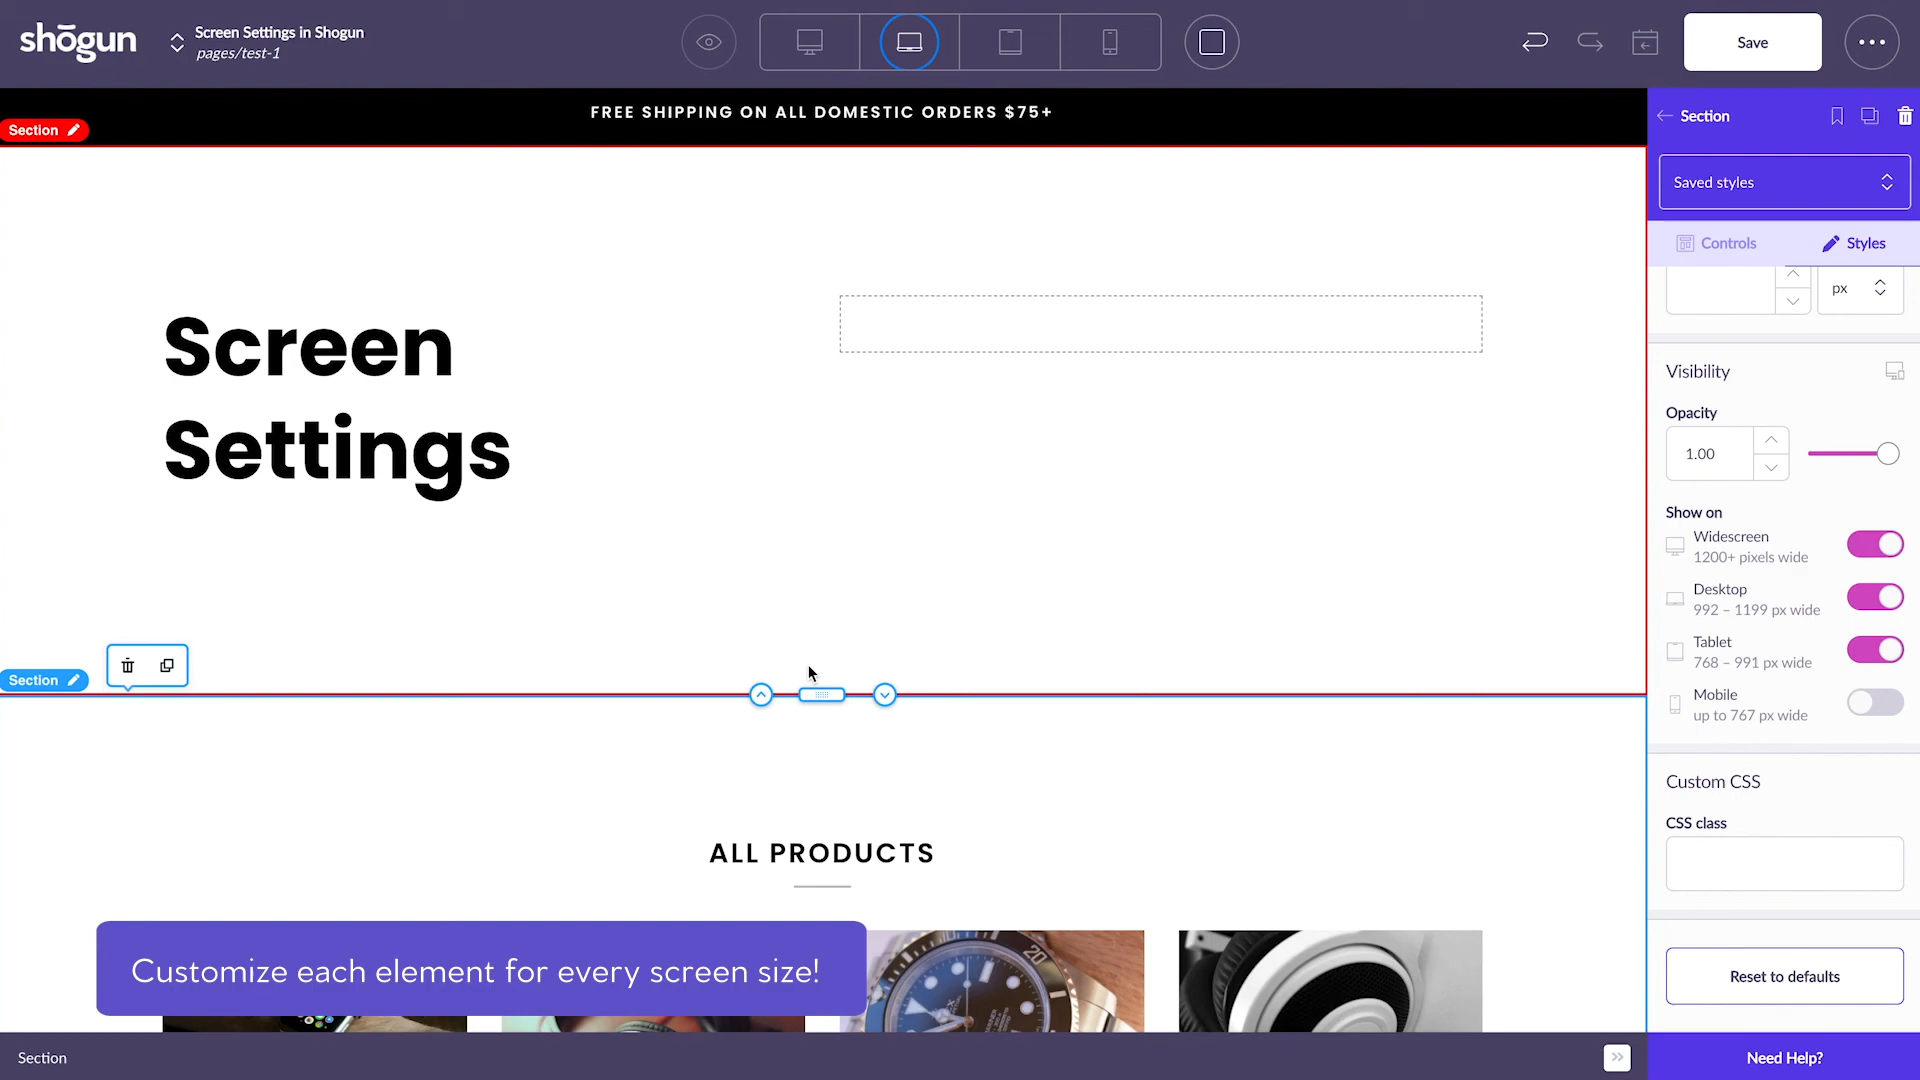 shōgun
Screen Settings in Shogun
pages/test-1
Save
FREE SHIPPING ON ALL DOMESTIC ORDERS $75+
Section
Screen
Settings
Section
ALL PRODUCTS
20
Customize each element for every screen size!
Section
Section
Saved styles
Controls
Styles
px
Visibility
Opacity
1.00
Show on
Widescreen
1200+ pixels wide
Desktop
992 – 1199 px wide
Tablet
768 – 991 px wide
Mobile
up to 767 px wide
Custom CSS
CSS class
Reset to defaults
Need Help?